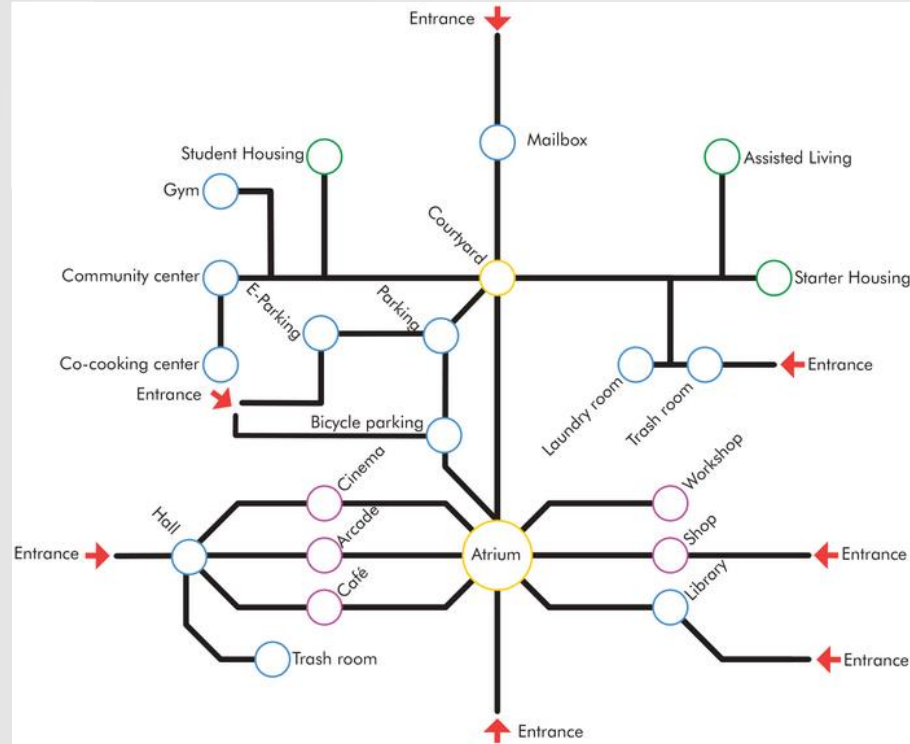 Entrance
Mailbox
Student Housing
Assisted Living
Gym
Courtyard
Community center
E-Parking
Parking
Starter Housing
Co-cooking center
Entrance
Entrance
Bicycle parking
Laundry room
Trash room
Cinema
Workshop
Hall
Arcade
Shop
Entrance
Atrium
Entrance
Café
Library
Trash room
Entrance
Entrance